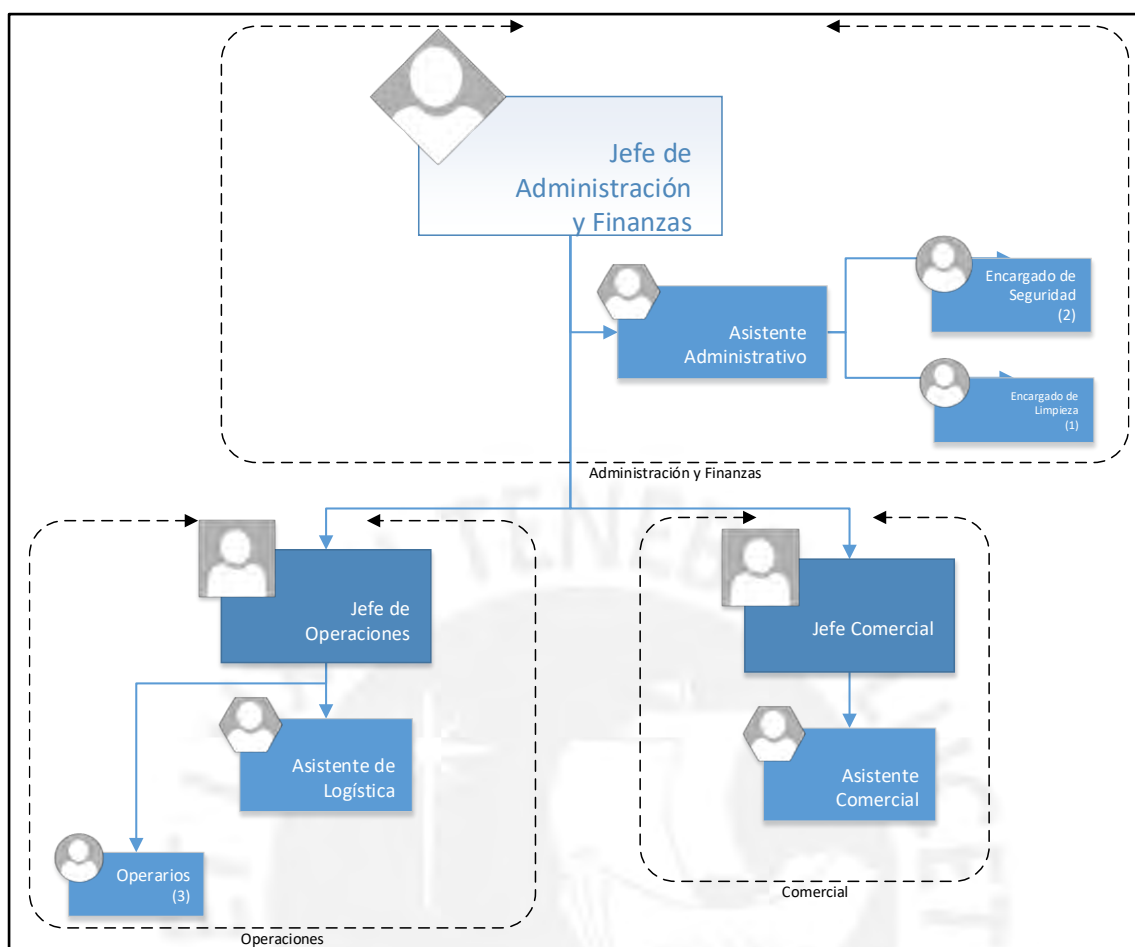 Jefe de
Administración
y Finanzas
Asistente
Administrativo
Encargado de
Seguridad
(2)
Encargado de
Limpieza
(1)
Administración y Finanzas
Jefe de
Operaciones
Asistente de
Logística
Operarios
(3)
Operaciones
Jefe Comercial
Asistente
Comercial
Comercial